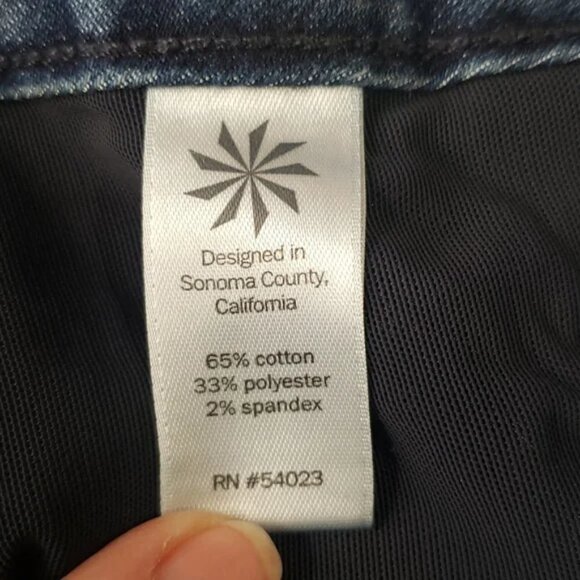 Designed in
Sonoma County,
California
65% cotton
33% polyester
2% spandex
RN #54023